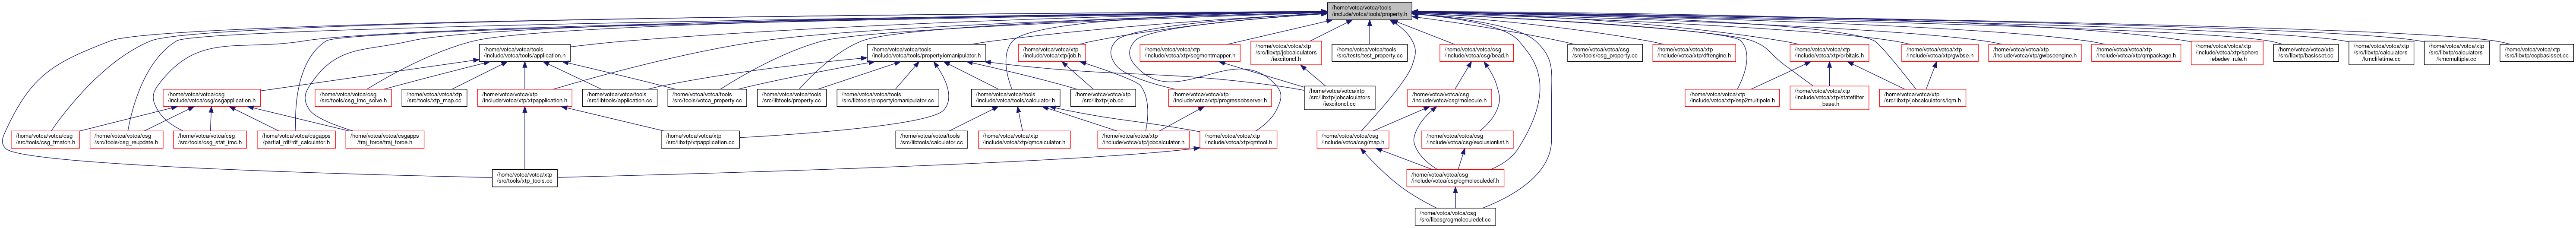 /home/votca/votca/tools
/include/votca/tools/property.h
/home/votca/votca/tools
/include/votca/tools/application.h
/home/votca/votca/tools
/include/votca/tools/propertyiomanipulator.h
/home/votca/votca/xtp
/include/votca/xtp/job.h
/home/votca/votca/xtp
/include/votca/xtp/segmentmapper.h
/home/votca/votca/xtp
/src/libxtp/jobcalculators
/iexcitoncl.h
/home/votca/votca/tools
/src/tests/test_property.cc
/home/votca/votca/csg
/include/votca/csg/bead.h
/home/votca/votca/csg
/src/tools/csg_property.cc
/home/votca/votca/xtp
/include/votca/xtp/dftengine.h
/home/votca/votca/xtp
/include/votca/xtp/orbitals.h
/home/votca/votca/xtp
/include/votca/xtp/gwbse.h
/home/votca/votca/xtp
/include/votca/xtp/gwbseengine.h
/home/votca/votca/xtp
/include/votca/xtp/qmpackage.h
/home/votca/votca/xtp
/include/votca/xtp/sphere
_lebedev_rule.h
/home/votca/votca/xtp
/src/libxtp/basisset.cc
/home/votca/votca/xtp
/src/libxtp/calculators
/kmclifetime.cc
/home/votca/votca/xtp
/src/libxtp/calculators
/kmcmultiple.cc
/home/votca/votca/xtp
/src/libxtp/ecpbasisset.cc
/home/votca/votca/csg
/include/votca/csg/csgapplication.h
/home/votca/votca/csg
/src/tools/csg_imc_solve.h
/home/votca/votca/xtp
/src/tools/xtp_map.cc
/home/votca/votca/xtp
/include/votca/xtp/xtpapplication.h
/home/votca/votca/tools
/src/libtools/application.cc
/home/votca/votca/tools
/src/tools/votca_property.cc
/home/votca/votca/tools
/src/libtools/property.cc
/home/votca/votca/tools
/src/libtools/propertyiomanipulator.cc
/home/votca/votca/tools
/include/votca/tools/calculator.h
/home/votca/votca/xtp
/src/libxtp/job.cc
/home/votca/votca/xtp
/include/votca/xtp/progressobserver.h
/home/votca/votca/xtp
/src/libxtp/jobcalculators
/iexcitoncl.cc
/home/votca/votca/csg
/include/votca/csg/molecule.h
/home/votca/votca/xtp
/include/votca/xtp/esp2multipole.h
/home/votca/votca/xtp
/include/votca/xtp/statefilter
_base.h
/home/votca/votca/xtp
/src/libxtp/jobcalculators/iqm.h
/home/votca/votca/csg
/src/tools/csg_fmatch.h
/home/votca/votca/csg
/src/tools/csg_reupdate.h
/home/votca/votca/csg
/src/tools/csg_stat_imc.h
/home/votca/votca/csgapps
/partial_rdf/rdf_calculator.h
/home/votca/votca/csgapps
/traj_force/traj_force.h
/home/votca/votca/xtp
/src/libxtp/xtpapplication.cc
/home/votca/votca/tools
/src/libtools/calculator.cc
/home/votca/votca/xtp
/include/votca/xtp/qmcalculator.h
/home/votca/votca/xtp
/include/votca/xtp/jobcalculator.h
/home/votca/votca/xtp
/include/votca/xtp/qmtool.h
/home/votca/votca/csg
/include/votca/csg/map.h
/home/votca/votca/csg
/include/votca/csg/exclusionlist.h
/home/votca/votca/xtp
/src/tools/xtp_tools.cc
/home/votca/votca/csg
/include/votca/csg/cgmoleculedef.h
/home/votca/votca/csg
/src/libcsg/cgmoleculedef.cc